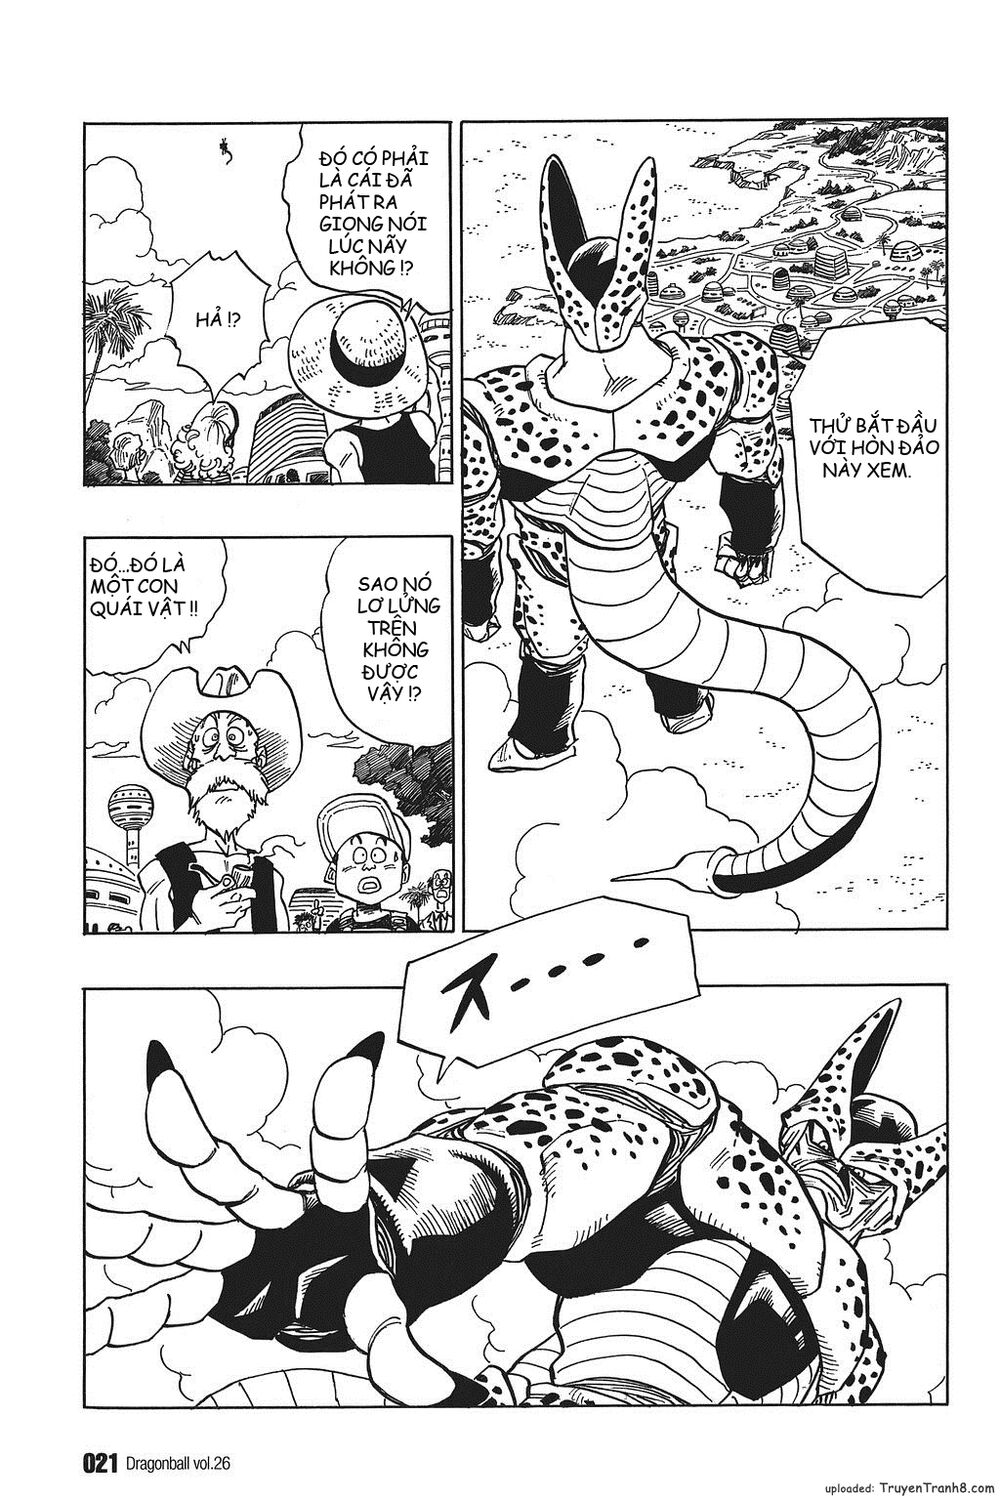 THỬ BẮT ĐẦU
VỚI HÒN ĐẢO
NÀY XEM.
ĐÓ CÓ PHẢI
LÀ CÁI ĐÃ
PHÁT RA
GIỌNG NÓI
LÚC NÃY
KHÔNG !?
HẢ !?
SAO NÓ
LƠ LỬNG
TRÊN
KHÔNG
ĐƯỢC
VẬY !?
ĐÓ...ĐÓ LÀ
MỘT CON
QUÁI VẬT !!
ス----
021 Dragonball vol.26
uploaded: TruyenTranh8.com